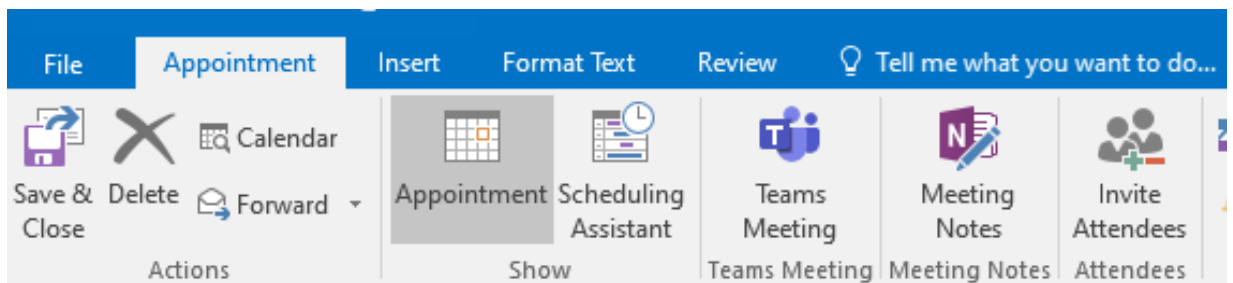 File Appointment Insert Format Text Review Tell me what you want to do...
Save & Close
Delete
Calendar
Forward
Appointment
Scheduling
Assistant
Teams
Meeting
Meeting
Notes
Invite
Attendees
Actions Show Teams Meeting Meeting Notes Attendees